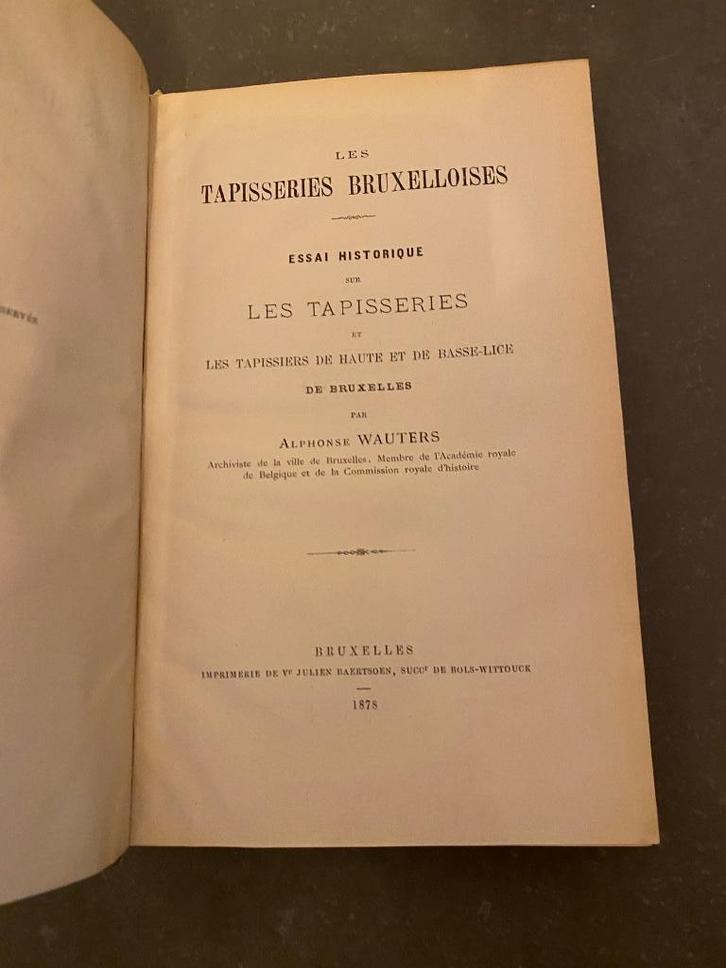 LES
TAPISSERIES BRUXELLOISES
ESSAI HISTORIQUE
SUR
LES TAPISSERIES
ET
LES TAPISSIERS DE HAUTE ET DE BASSE-LICE
DE BRUXELLES
PAR
ALPHONSE WAUTERS
Archiviste de la ville de Bruxelles, Membre de l'Académie royale
de Belgique et de la Commission royale d'histoire
BRUXELLES
IMPRIMERIE DE Ve JULIEN BAERTSOEN, SUCCr DE BOLS-WITTOUCK
1878